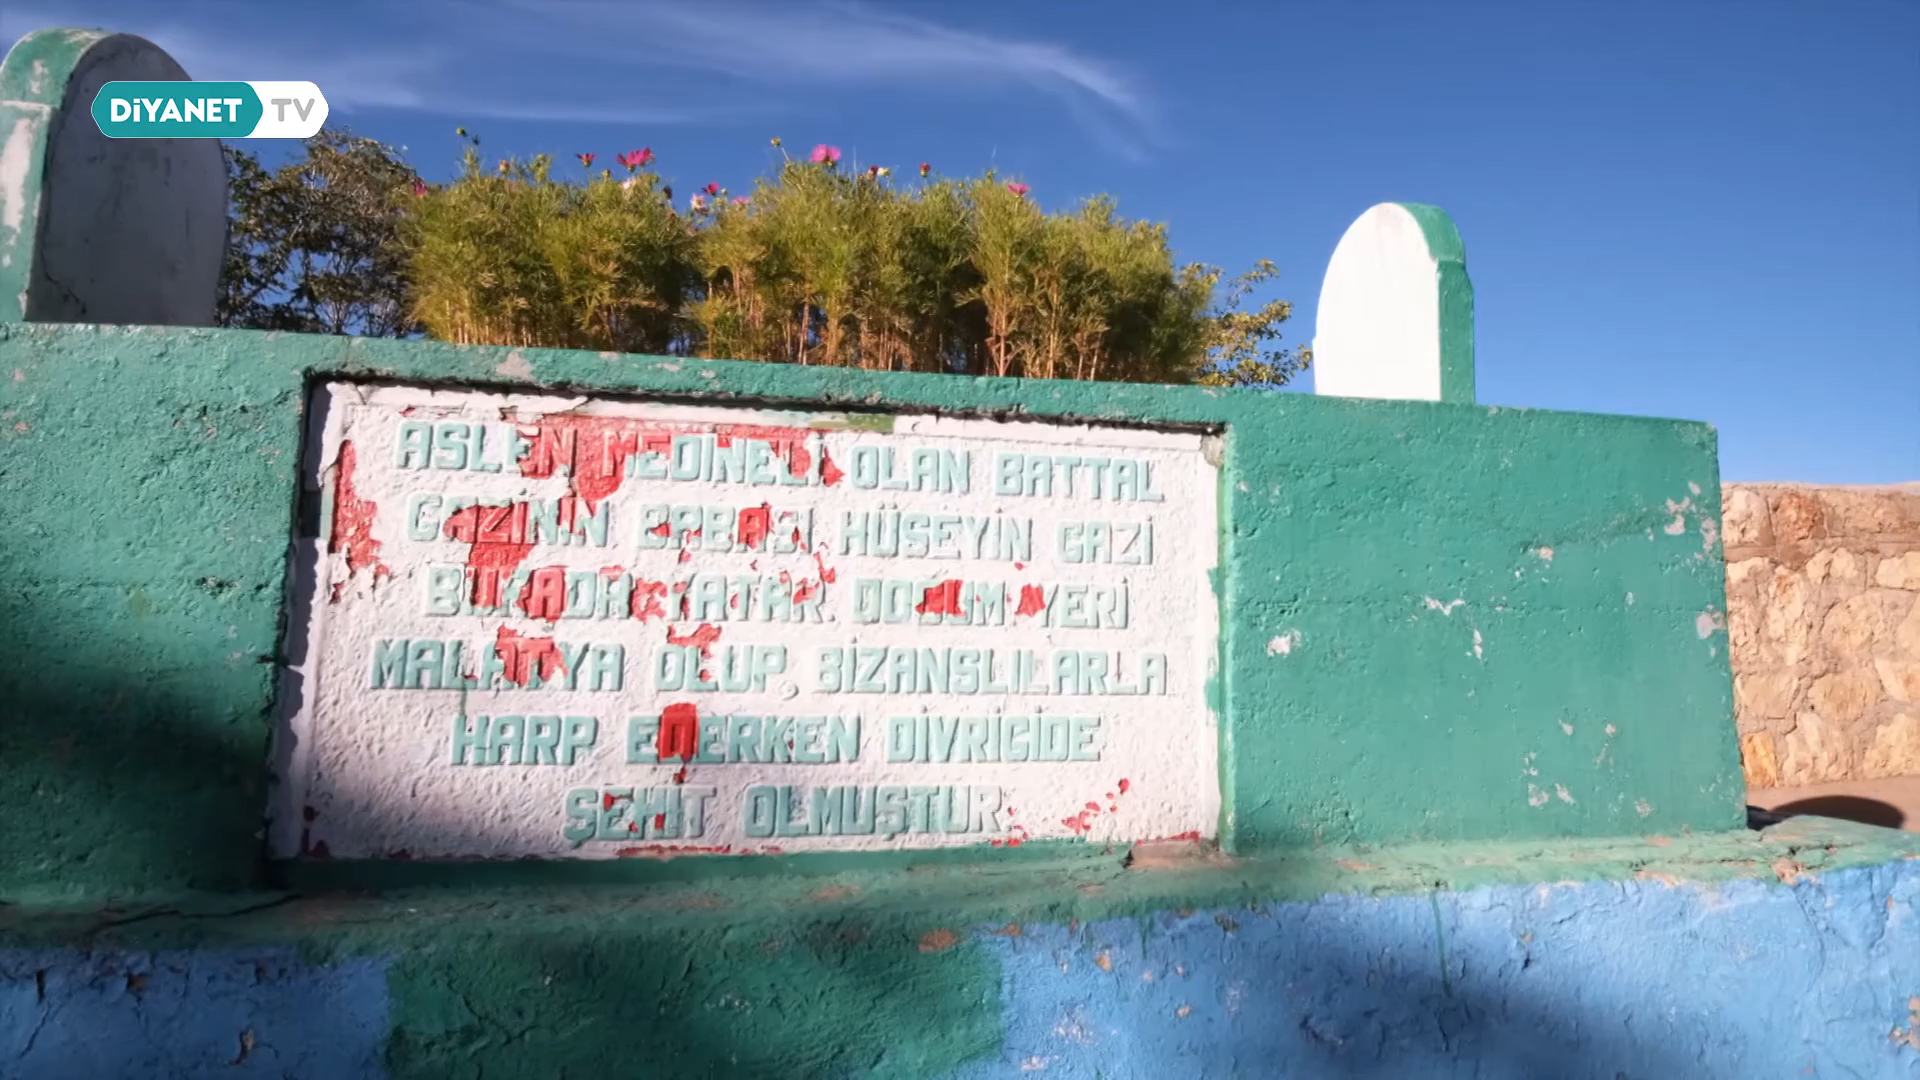 DİYANET TV
ASLEN MEDİNELİ OLAN BATTAL
GAZİNİN BABASI HÜSEYİN GAZİ
BURADA YATAR. DOĞUM YERİ
MALATYA OLUP, BİZANSLILARLA
HARP EDERKEN DİVRİGİDE
ŞEHİT OLMUŞTUR.